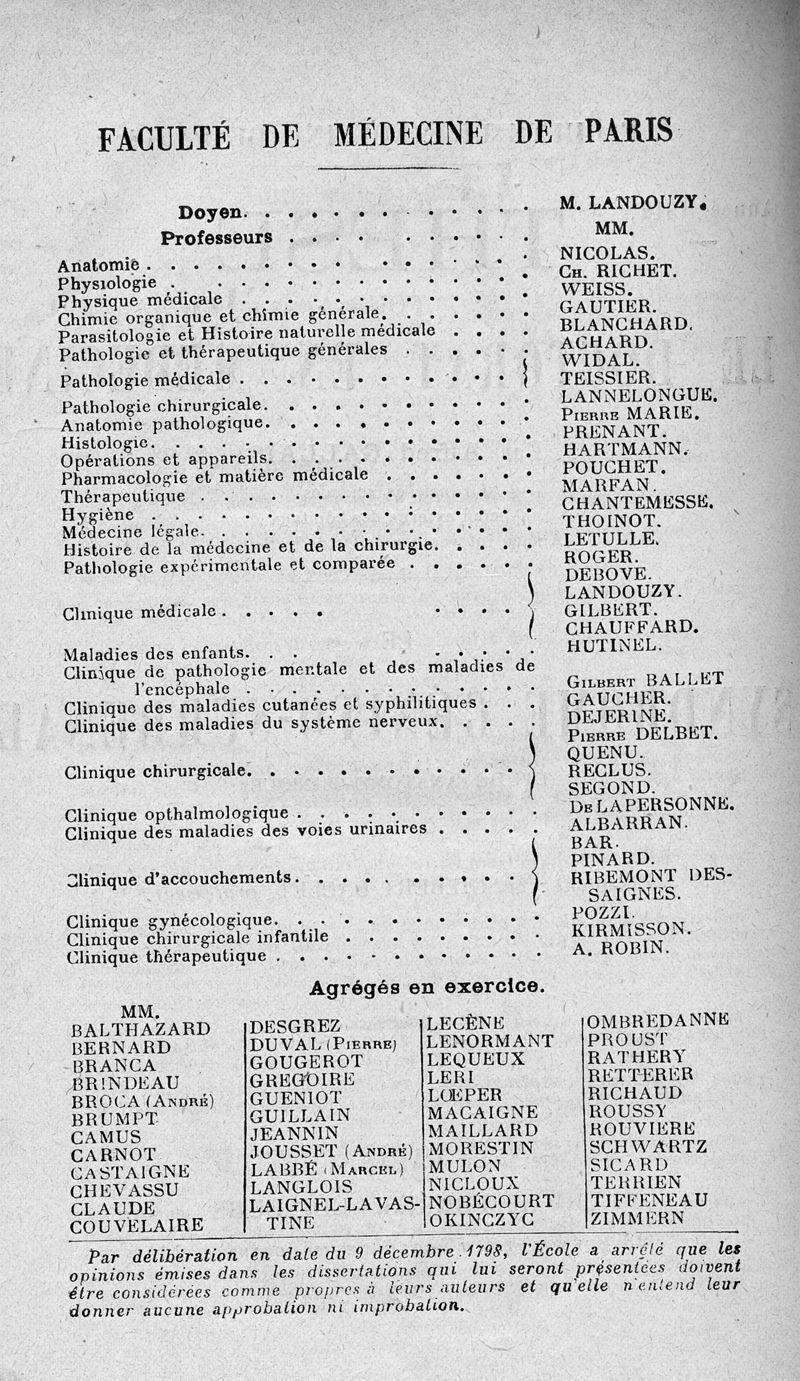 FACULTÉ DE MÉDECINE DE PARIS
Doyen. . . . . . . . . . . . . M. LANDOUZY.
Professeurs . . . . . . . . . . MM.
Anatomie . . . . . . . . . . . . . NICOLAS.
Physiologie . . . . . . . . . . . . . CH. RICHET.
Physique médicale . . . . . . . . . . . . WEISS.
Chimie organique et chimie générale. . . . . . . GAUTIER.
Parasitologie et Histoire naturelle médicale . . . . BLANCHARD.
Pathologie et thérapeutique générales . . . . . . ACHARD.
Pathologie médicale . . . . . . . . . . . . { WIDAL.
TEISSIER.
Pathologie chirurgicale. . . . . . . . . . . . LANNELONGUE.
Anatomie pathologique. . . . . . . . . . . . PIERRE MARIE.
Histologie. . . . . . . . . . . . . . . . PRENANT.
Opérations et appareils. . . . . . . . . . . . HARTMANN.
Pharmacologie et matière médicale . . . . . . . POUCHET.
Thérapeutique . . . . . . . . . . . . . . MARFAN.
Hygiène . . . . . . . . . . . . . . . . CHANTEMESSE.
Médecine légale. . . . . . . . . . . . . . THOINOT.
Histoire de la médecine et de la chirurgie. . . . . LETULLE.
Pathologie expérimentale et comparée . . . . . . ROGER.
Clinique médicale . . . . . . . . . { DEBOVE.
LANDOUZY.
GILBERT.
CHAUFFARD.
Maladies des enfants. . . . . . . . HUTINEL.
Clinique de pathologie mentale et des maladies de
l'encéphale . . . . . . . . . . . . . GILBERT BALLET
Clinique des maladies cutanées et syphilitiques . . . GAUCHER.
Clinique des maladies du système nerveux. . . . . DEJERINE.
Clinique chirurgicale. . . . . . . . . . . . { PIERRE DELBET.
QUENU.
RECLUS.
SEGOND.
Clinique opthalmologique . . . . . . . . . . DE LAPERSONNE.
Clinique des maladies des voies urinaires . . . . . ALBARRAN.
Clinique d'accouchements. . . . . . . . . . { BAR.
PINARD.
RIBEMONT DES-
SAIGNES.
Clinique gynécologique. . . . . . . . . . . . POZZI.
Clinique chirurgicale infantile . . . . . . . . . KIRMISSON.
Clinique thérapeutique . . . . . . . . . . . . A. ROBIN.
Agrégés en exercice.
MM.
BALTHAZARD
BERNARD
BRANCA
BRINDEAU
BROCA (ANDRÉ)
BRUMPT
CAMUS
CARNOT
CASTAIGNE
CHEVASSU
CLAUDE
COUVELAIRE
DESGREZ
DUVAL (PIERRE)
GOUGEROT
GREGOIRE
GUENIOT
GUILLAIN
JEANNIN
JOUSSET (ANDRÉ)
LABBÉ (MARCEL)
LANGLOIS
LAIGNEL-LAVAS-
TINE
LECÈNE
LENORMANT
LEQUEUX
LERI
LŒPER
MACAIGNE
MAILLARD
MORESTIN
MULON
NICLOUX
NOBÉCOURT
OKINCZYC
OMBREDANNE
PROUST
RATHERY
RETTERER
RICHAUD
ROUSSY
ROUVIERE
SCHWARTZ
SICARD
TERRIEN
TIFFENEAU
ZIMMERN
Par délibération en date du 9 décembre 1798, l'École a arrêté que les
opinions émises dans les dissertations qui lui seront présentées doivent
être considérées comme propres à leurs auteurs et qu'elle n'entend leur
donner aucune approbation ni improbation.